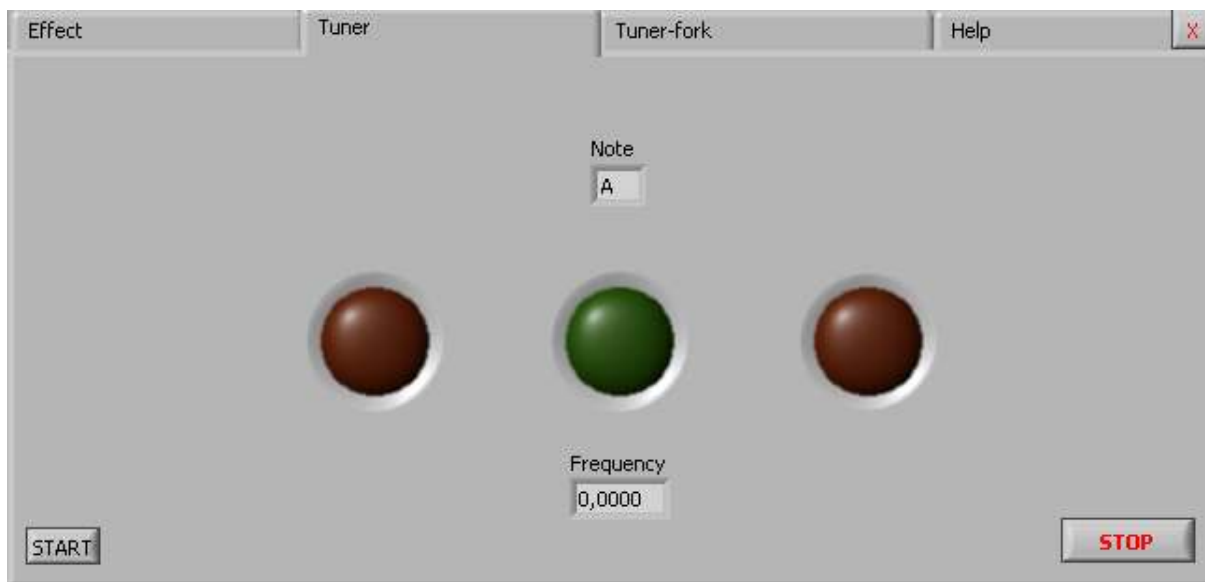 Effect Tuner Tuner-fork Help X
Note
A
Frequency
0,0000
START STOP